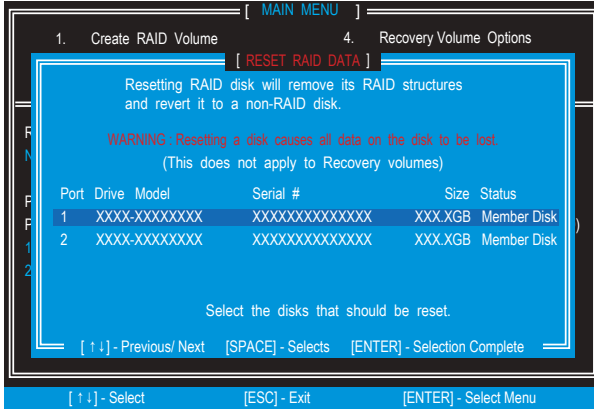 [ MAIN MENU ]
1. Create RAID Volume 4. Recovery Volume Options
[ RESET RAID DATA ]
Resetting RAID disk will remove its RAID structures
and revert it to a non-RAID disk.
WARNING : Resetting a disk causes all data on the disk to be lost.
(This does not apply to Recovery volumes)
Port Drive Model Serial # Size Status
1 XXXX-XXXXXXXX XXXXXXXXXXXXXX XXX.XGB Member Disk
2 XXXX-XXXXXXXX XXXXXXXXXXXXXX XXX.XGB Member Disk
Select the disks that should be reset.
[ ↑↓] - Previous/ Next [SPACE] - Selects [ENTER] - Selection Complete
[ ↑↓] - Select [ESC] - Exit [ENTER] - Select Menu